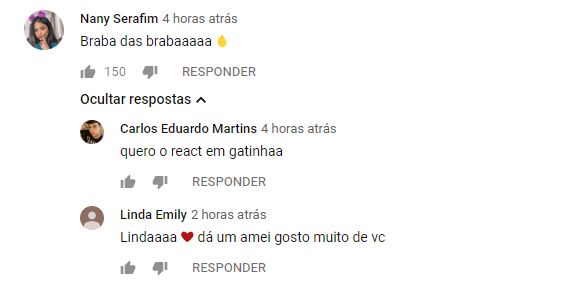 Nany Serafim 4 horas atrás
Braba das brabaaaaa 🔥
150 RESPONDER
Ocultar respostas
Carlos Eduardo Martins 4 horas atrás
quero o react em gatinhaa
RESPONDER
Linda Emily 2 horas atrás
Lindaaaa ❤ dá um amei gosto muito de vc
RESPONDER